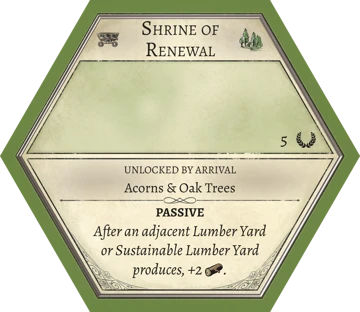 Shrine of
Renewal
5
UNLOCKED BY ARRIVAL
Acorns & Oak Trees
PASSIVE
After an adjacent Lumber Yard
or Sustainable Lumber Yard
produces, +2 .